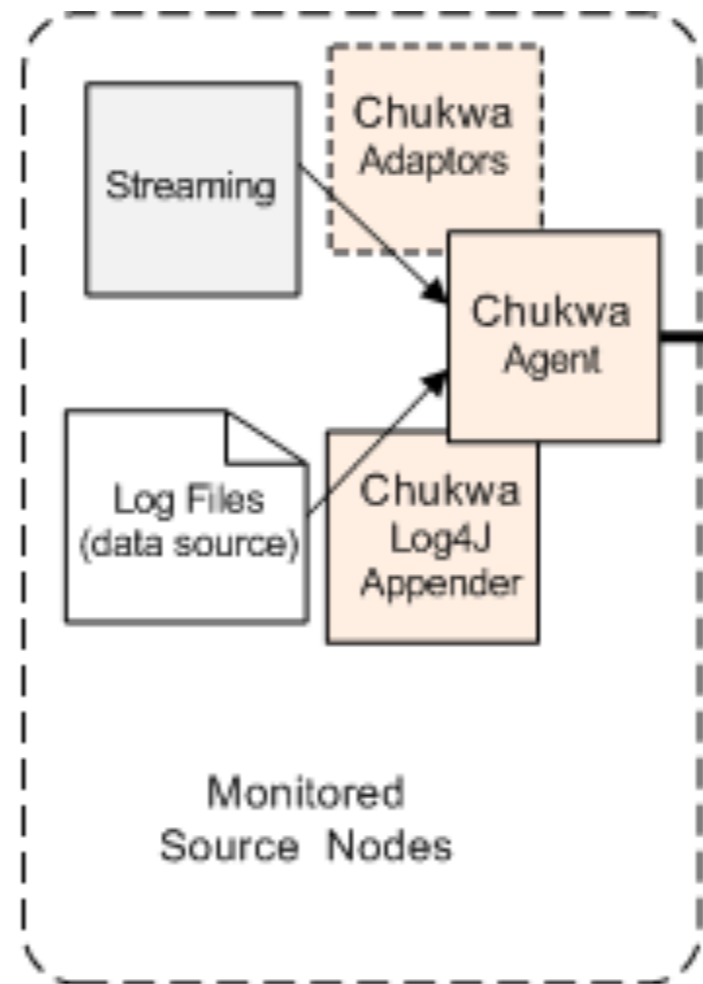 Chukwa
Adaptors
Streaming
Chukwa
Agent
Log Files
(data source)
Chukwa
Log4J
Appender
Monitored
Source Nodes